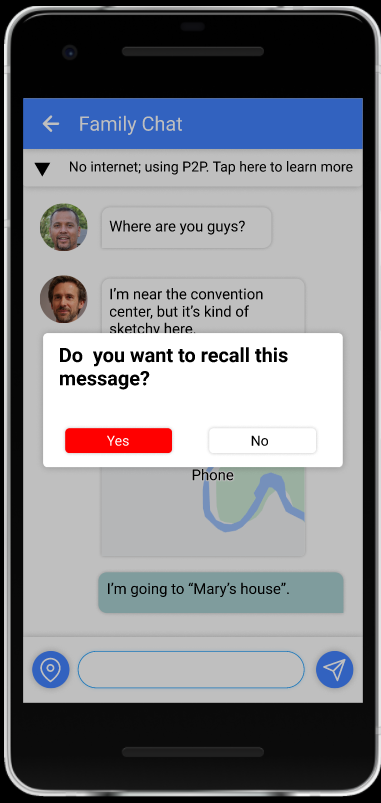 Family Chat
No internet; using P2P. Tap here to learn more
Where are you guys?
I'm near the convention
center, but it's kind of
sketchy here.
Do  you want to recall this
message?
Yes
No
Phone
I'm going to “Mary's house”.